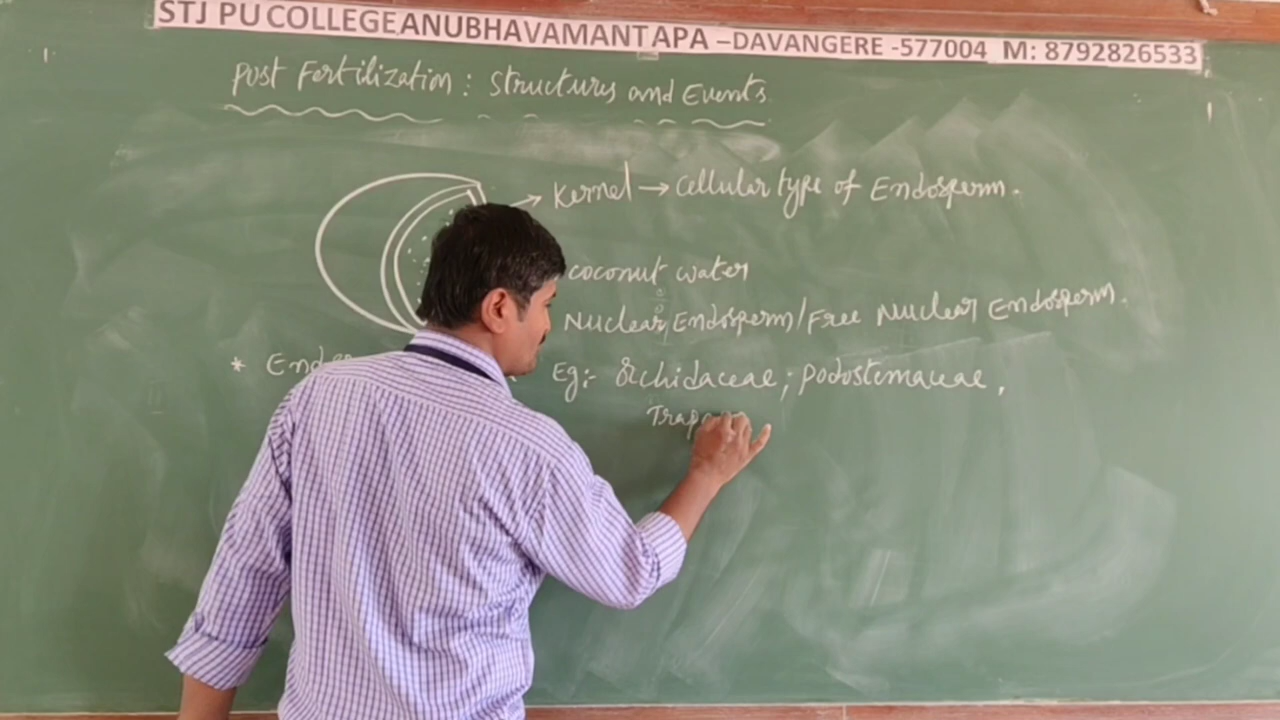 STJ PU COLLEGE ANUBHAVAMANTAPA –DAVANGERE -577004 M: 8792826533
Post Fertilization : Structures and Events
→ Kernel → Cellular type of Endosperm.
coconut water
Nuclear Endosperm/Free Nuclear Endosperm.
* Endo
Eg:- Orchidaceae; Podostemaceae,
Trap